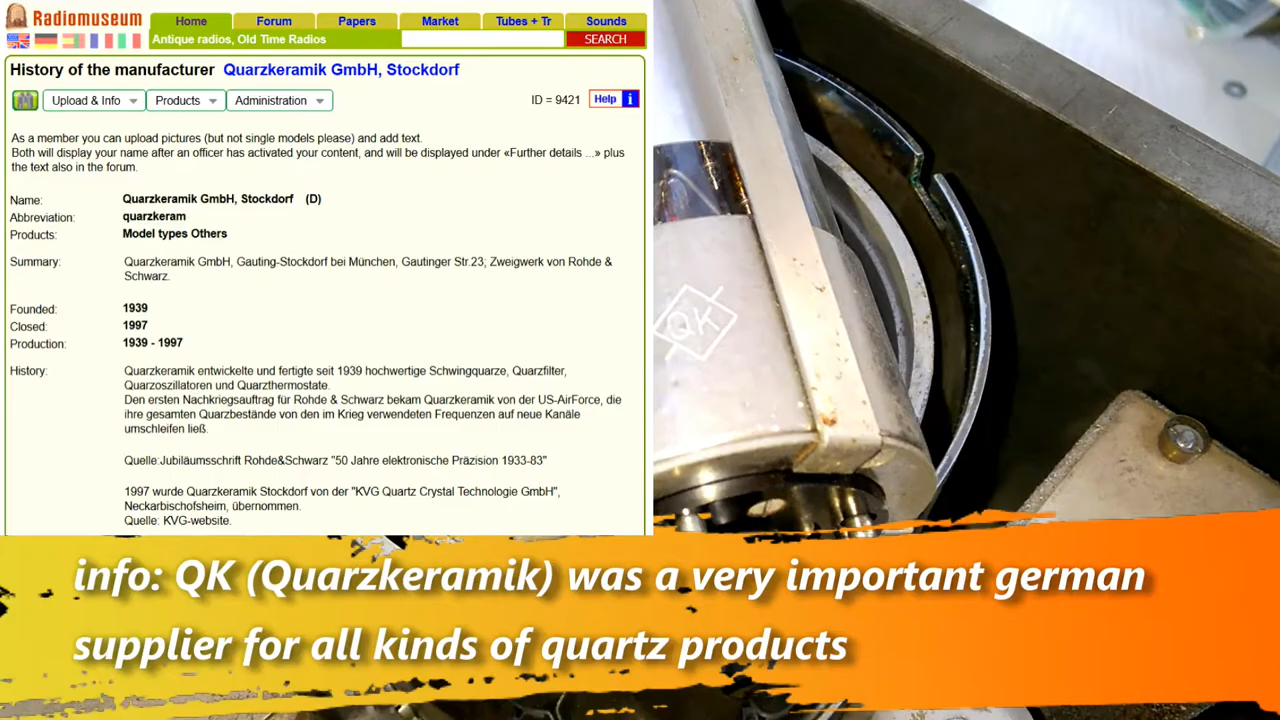 Radiomuseum
Home Forum Papers Market Tubes + Tr Sounds
Antique radios, Old Time Radios SEARCH
History of the manufacturer Quarzkeramik GmbH, Stockdorf
Upload & Info Products Administration ID = 9421 Help i
As a member you can upload pictures (but not single models please) and add text.
Both will display your name after an officer has activated your content, and will be displayed under «Further details ...» plus
the text also in the forum.
Name: Quarzkeramik GmbH, Stockdorf (D)
Abbreviation: quarzkeram
Products: Model types Others
Summary: Quarzkeramik GmbH, Gauting-Stockdorf bei München, Gautinger Str.23; Zweigwerk von Rohde &
Schwarz.
Founded: 1939
Closed: 1997
Production: 1939 - 1997
History: Quarzkeramik entwickelte und fertigte seit 1939 hochwertige Schwingquarze, Quarzfilter,
Quarzoszillatoren und Quarzthermostate.
Den ersten Nachkriegsauftrag für Rohde & Schwarz bekam Quarzkeramik von der US-AirForce, die
ihre gesamten Quarzbestände von den im Krieg verwendeten Frequenzen auf neue Kanäle
umschleifen ließ.
Quelle:Jubiläumsschrift Rohde&Schwarz "50 Jahre elektronische Präzision 1933-83"
1997 wurde Quarzkeramik Stockdorf von der "KVG Quartz Crystal Technologie GmbH",
Neckarbischofsheim, übernommen.
Quelle: KVG-website.
QK
info: QK (Quarzkeramik) was a very important german
supplier for all kinds of quartz products